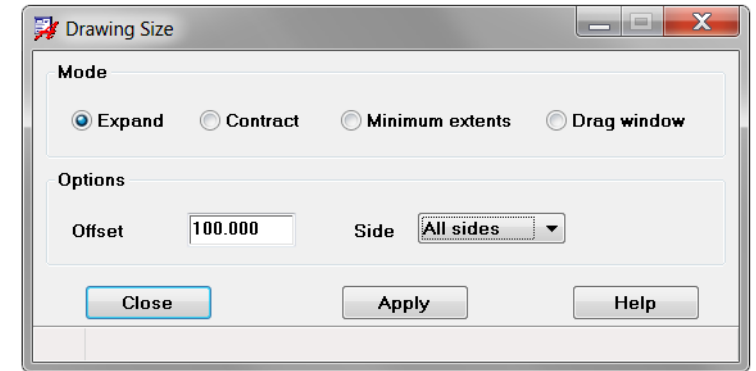 Drawing Size
Mode
Expand Contract Minimum extents Drag window
Options
Offset 100.000 Side All sides
Close Apply Help